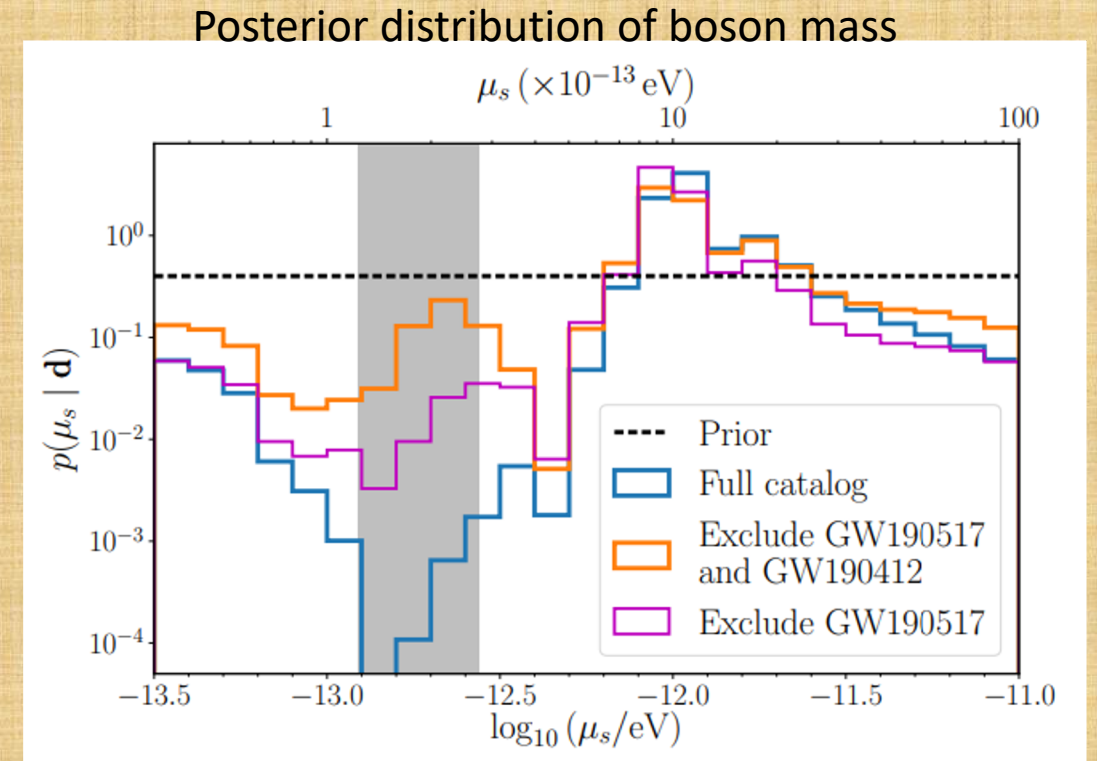 Posterior distribution of boson mass
μₛ (×10⁻¹³ eV)
1 10 100
10⁰
10⁻¹
10⁻²
10⁻³
10⁻⁴
p(μₛ | d)
Prior
Full catalog
Exclude GW190517
and GW190412
Exclude GW190517
−13.5 −13.0 −12.5 −12.0 −11.5 −11.0
log₁₀ (μₛ/eV)